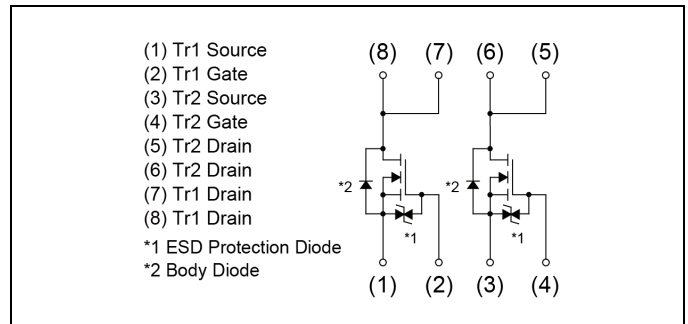 (1) Tr1 Source
(2) Tr1 Gate
(3) Tr2 Source
(4) Tr2 Gate
(5) Tr2 Drain
(6) Tr2 Drain
(7) Tr1 Drain
(8) Tr1 Drain
*1 ESD Protection Diode
*2 Body Diode
(8) (7) (6) (5)
*2 *2
*1 *1
(1) (2) (3) (4)